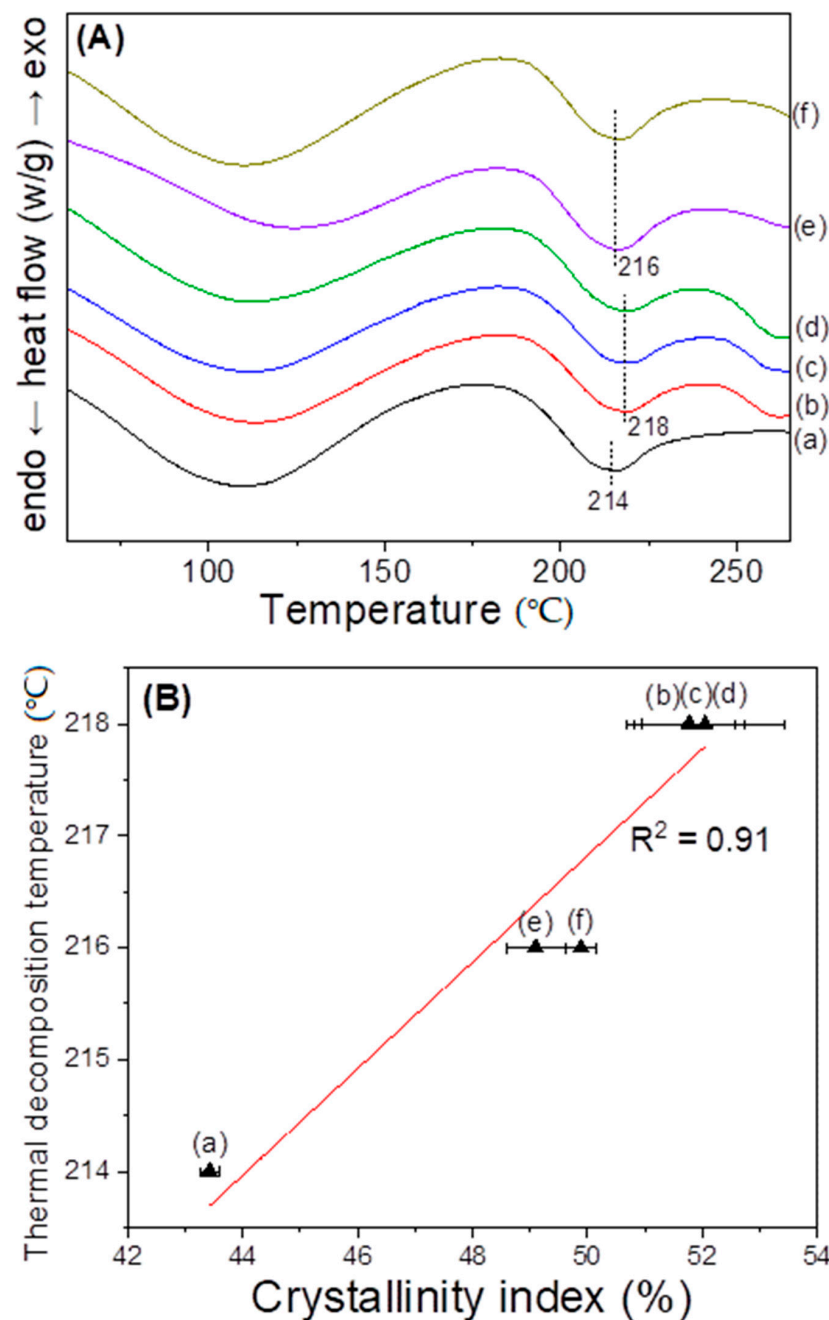 (A)
endo ← heat flow (w/g) → exo
(f)
(e)
216
(d)
(c)
(b)
218
(a)
214
100 150 200 250
Temperature (℃)
(B)
Thermal decomposition temperature (℃)
218
217
216
215
214
(b)(c)(d)
R² = 0.91
(e) (f)
(a)
42 44 46 48 50 52 54
Crystallinity index (%)